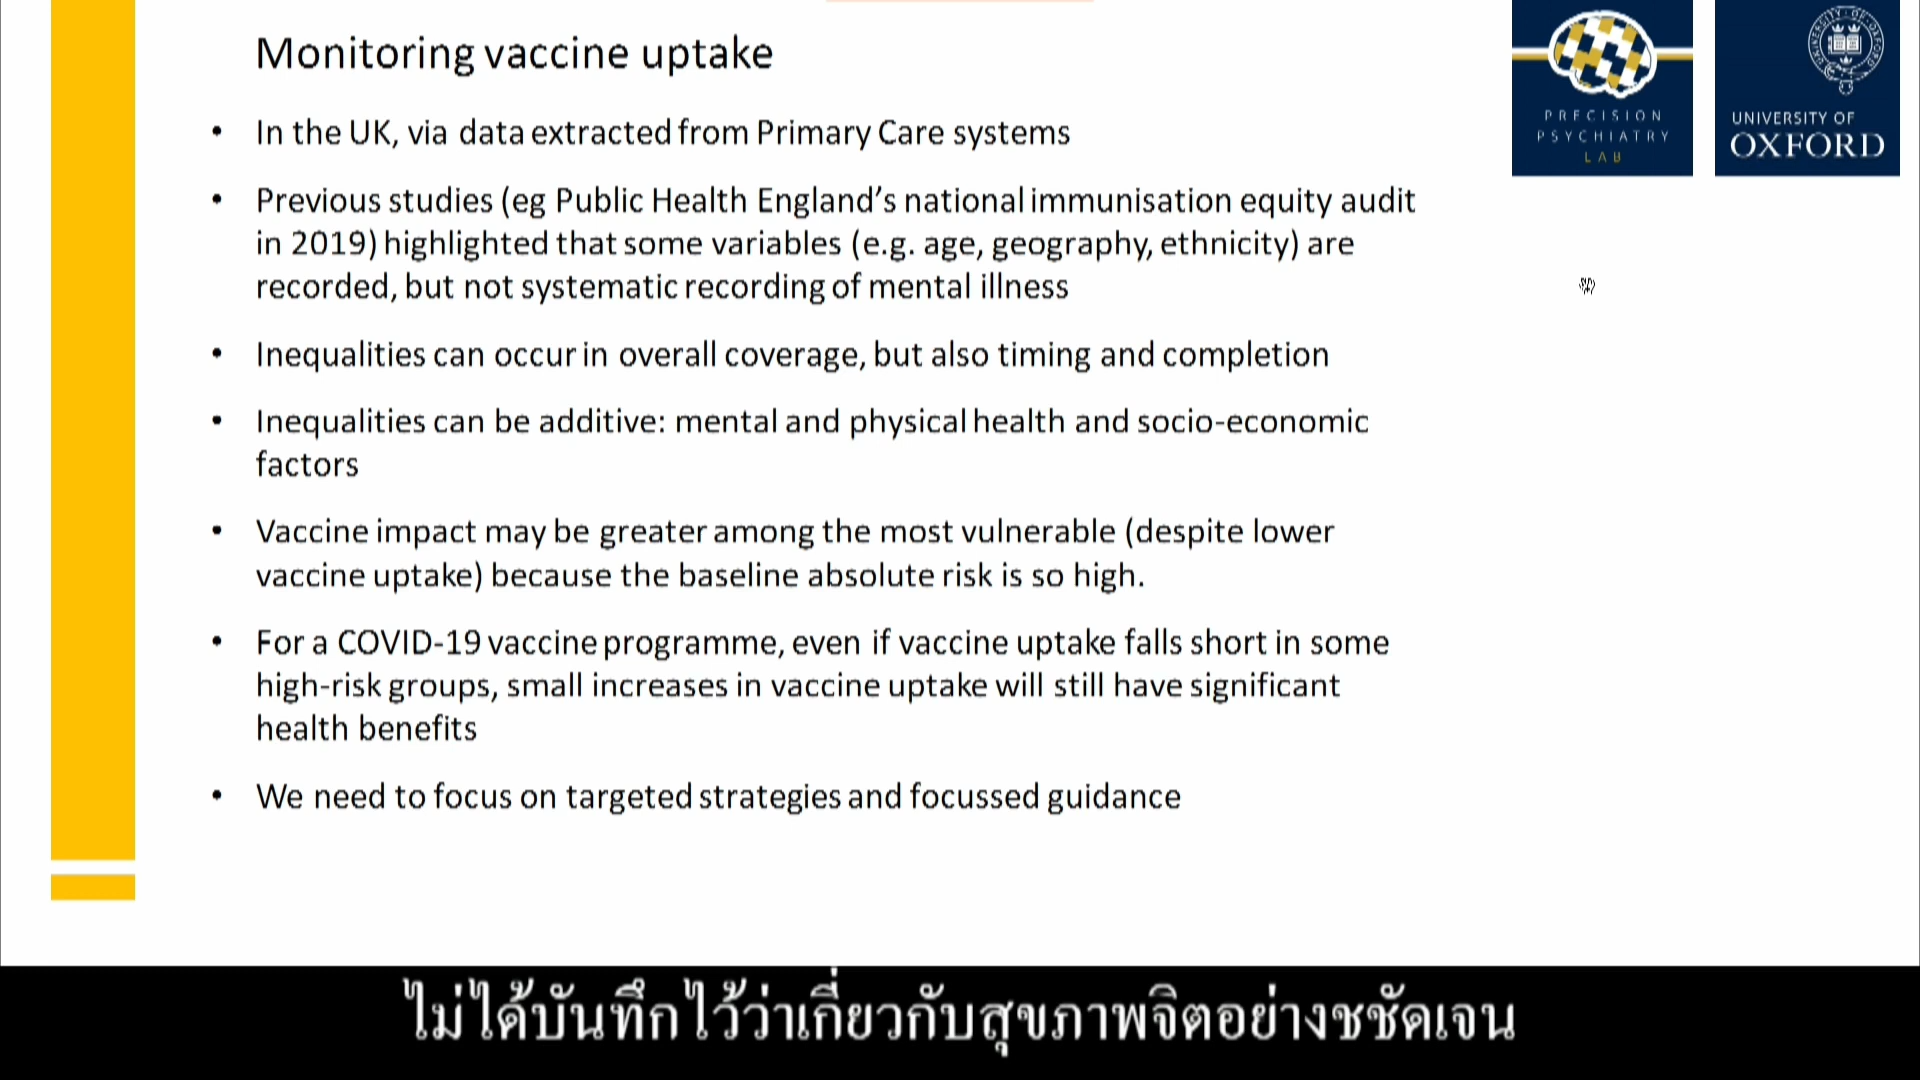 Monitoring vaccine uptake
• In the UK, via data extracted from Primary Care systems
• Previous studies (eg Public Health England’s national immunisation equity audit
in 2019) highlighted that some variables (e.g. age, geography, ethnicity) are
recorded, but not systematic recording of mental illness
• Inequalities can occur in overall coverage, but also timing and completion
• Inequalities can be additive: mental and physical health and socio-economic
factors
• Vaccine impact may be greater among the most vulnerable (despite lower
vaccine uptake) because the baseline absolute risk is so high.
• For a COVID-19 vaccine programme, even if vaccine uptake falls short in some
high-risk groups, small increases in vaccine uptake will still have significant
health benefits
• We need to focus on targeted strategies and focussed guidance
PRECISION
PSYCHIATRY
LAB
UNIVERSITY OF
OXFORD
ไม่ได้บันทึกไว้ว่าเกี่ยวกับสุขภาพจิตอย่างชชัดเจน